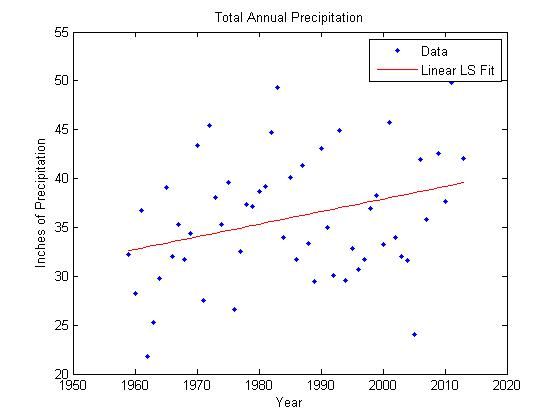 Total Annual Precipitation
55
50
45
40
35
30
25
20
Inches of Precipitation
Data
Linear LS Fit
1950 1960 1970 1980 1990 2000 2010 2020
Year